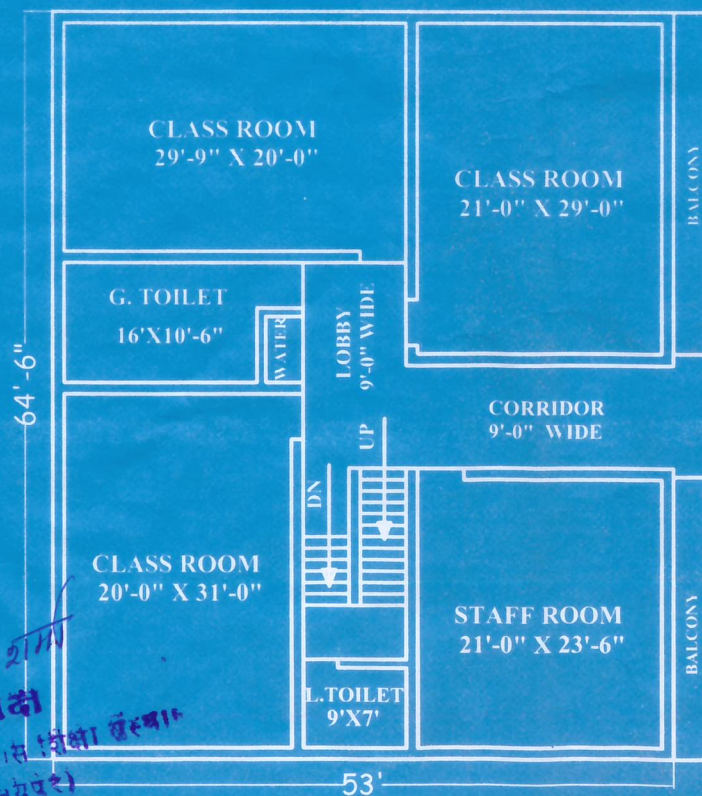 CLASS ROOM
29'-9" X 20'-0"
CLASS ROOM
21'-0" X 29'-0"
BALCONY
G. TOILET
16'X10'-6"
WATER
LOBBY
9'-0" WIDE
64'-6"
CORRIDOR
9'-0" WIDE
UP
DN
CLASS ROOM
20'-0" X 31'-0"
STAFF ROOM
21'-0" X 23'-6"
BALCONY
L.TOILET
9'X7'
शिक्षा
53'